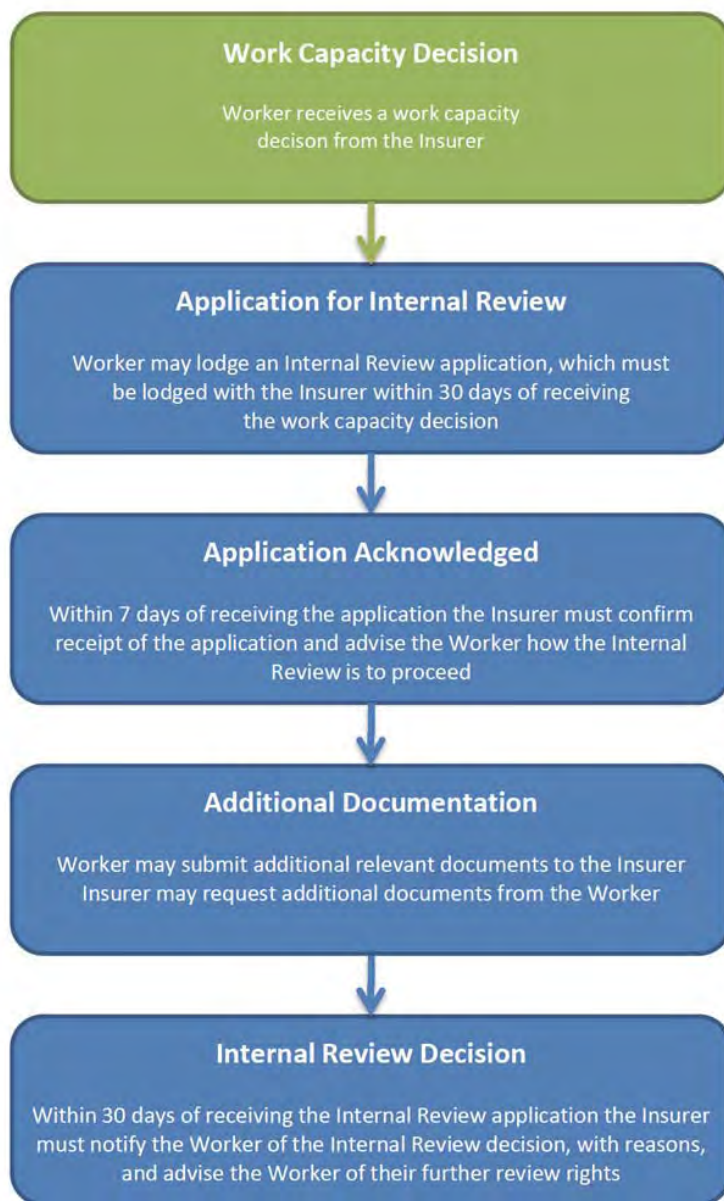 Work Capacity Decision
Worker receives a work capacity
decison from the Insurer
Application for Internal Review
Worker may lodge an Internal Review application, which must
be lodged with the Insurer within 30 days of receiving
the work capacity decision
Application Acknowledged
Within 7 days of receiving the application the Insurer must confirm
receipt of the application and advise the Worker how the Internal
Review is to proceed
Additional Documentation
Worker may submit additional relevant documents to the Insurer
Insurer may request additional documents from the Worker
Internal Review Decision
Within 30 days of receiving the Internal Review application the Insurer
must notify the Worker of the Internal Review decision, with reasons,
and advise the Worker of their further review rights